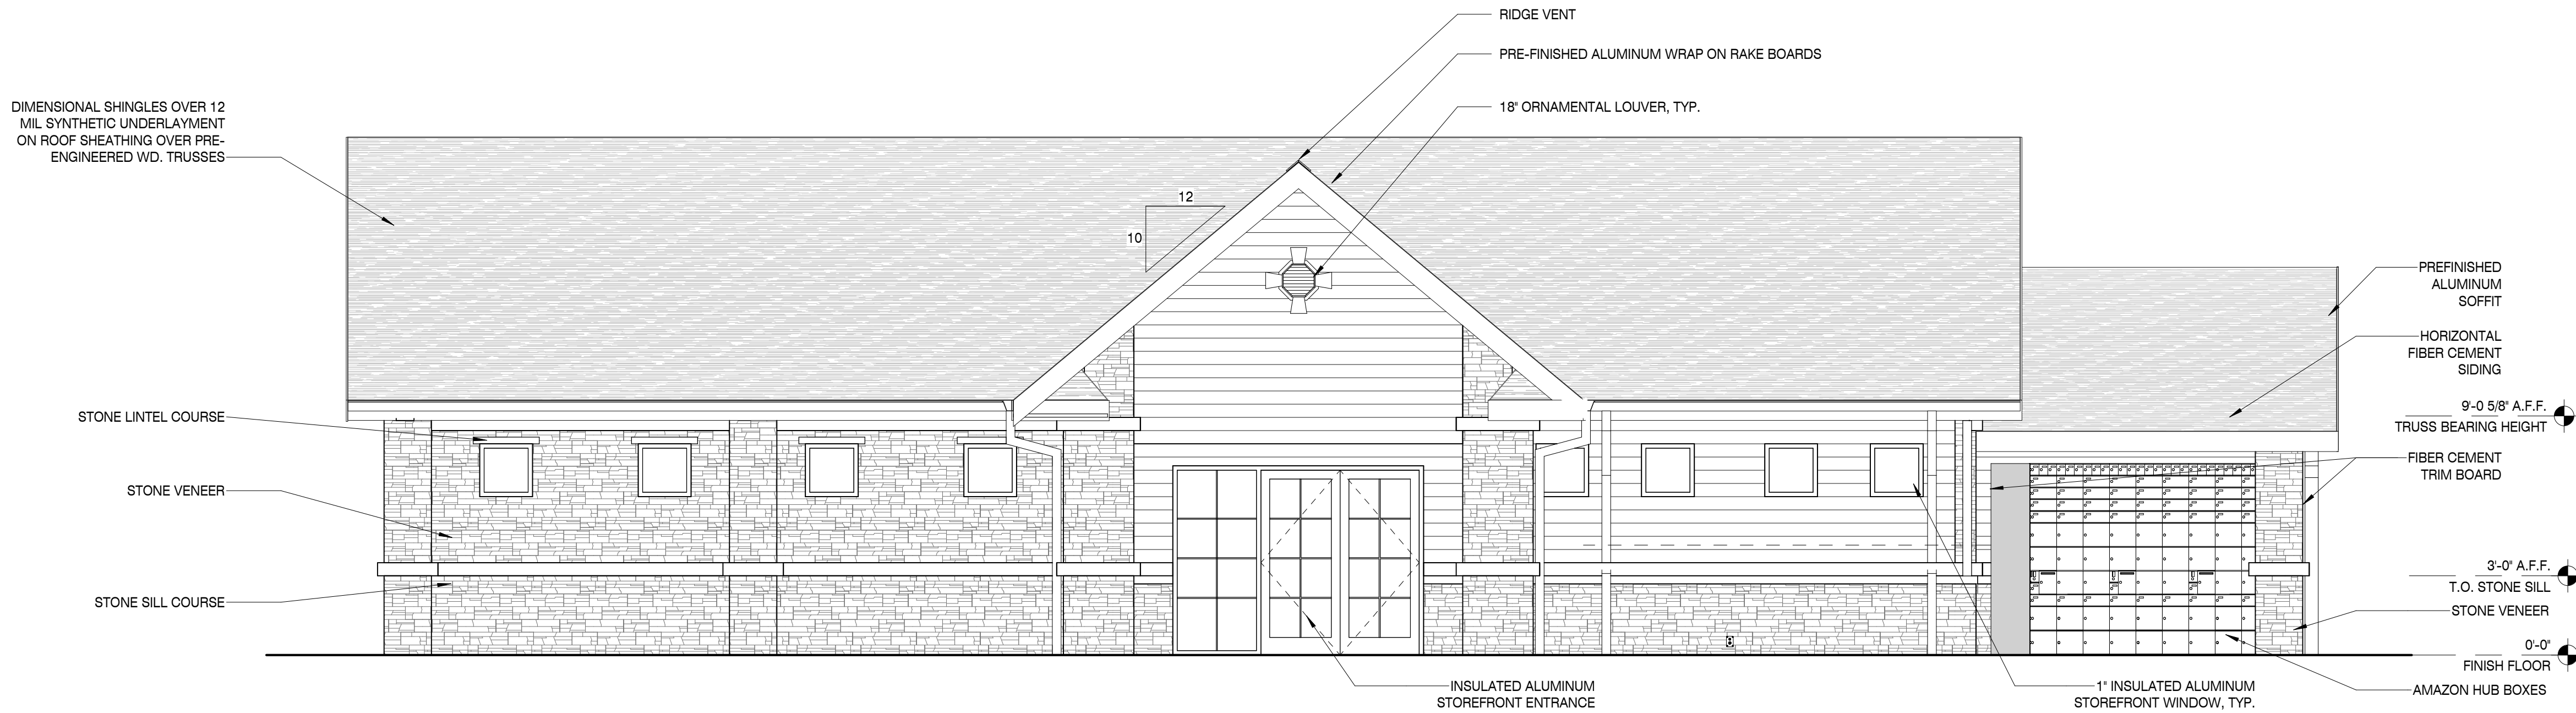 RIDGE VENT
PRE-FINISHED ALUMINUM WRAP ON RAKE BOARDS
18" ORNAMENTAL LOUVER, TYP.
DIMENSIONAL SHINGLES OVER 12
MIL SYNTHETIC UNDERLAYMENT
ON ROOF SHEATHING OVER PRE-
ENGINEERED WD. TRUSSES
12
10
PREFINISHED
ALUMINUM
SOFFIT
HORIZONTAL
FIBER CEMENT
SIDING
9'-0 5/8" A.F.F.
TRUSS BEARING HEIGHT
STONE LINTEL COURSE
FIBER CEMENT
TRIM BOARD
STONE VENEER
3'-0" A.F.F.
T.O. STONE SILL
STONE SILL COURSE
STONE VENEER
0'-0"
FINISH FLOOR
INSULATED ALUMINUM
STOREFRONT ENTRANCE
1" INSULATED ALUMINUM
STOREFRONT WINDOW, TYP.
AMAZON HUB BOXES